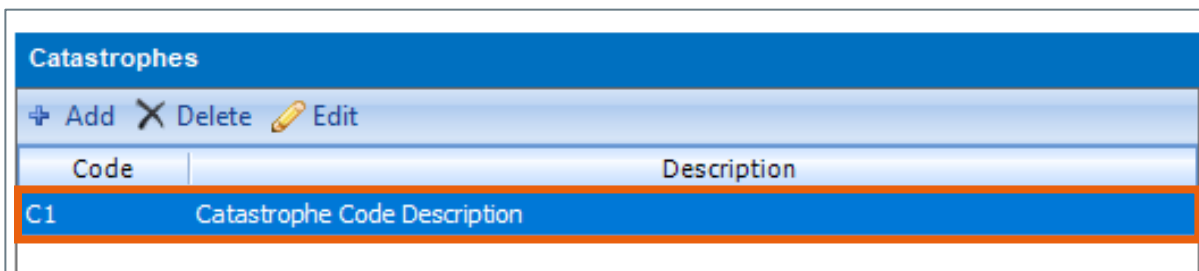 Catastrophes
Add Delete Edit
Code Description
C1 Catastrophe Code Description